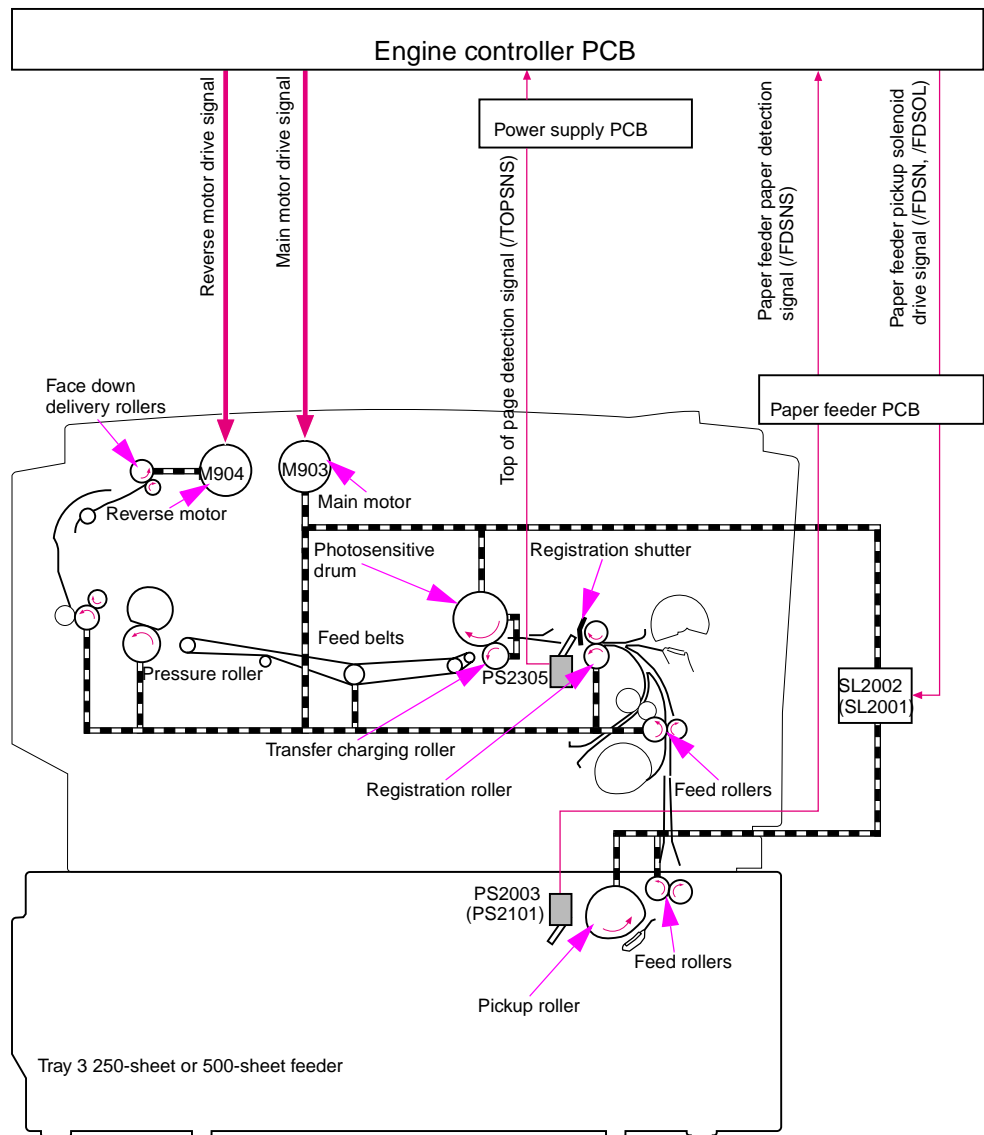 Engine controller PCB
Reverse motor drive signal
Main motor drive signal
Top of page detection signal (/TOPSNS)
Power supply PCB
Paper feeder paper detection
signal (/FDSNS)
Paper feeder pickup solenoid
drive signal (/FDSN, /FDSOL)
Paper feeder PCB
Face down
delivery rollers
M904
M903
Reverse motor
Main motor
Photosensitive
drum
Registration shutter
Feed belts
Pressure roller
PS2305
SL2002
(SL2001)
Transfer charging roller
Registration roller
Feed rollers
PS2003
(PS2101)
Feed rollers
Pickup roller
Tray 3 250-sheet or 500-sheet feeder